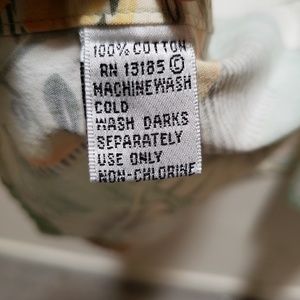 100% COTTON
RN 13185 ©
MACHINE WASH
COLD
WASH DARKS
SEPARATELY
USE ONLY
NON-CHLORINE